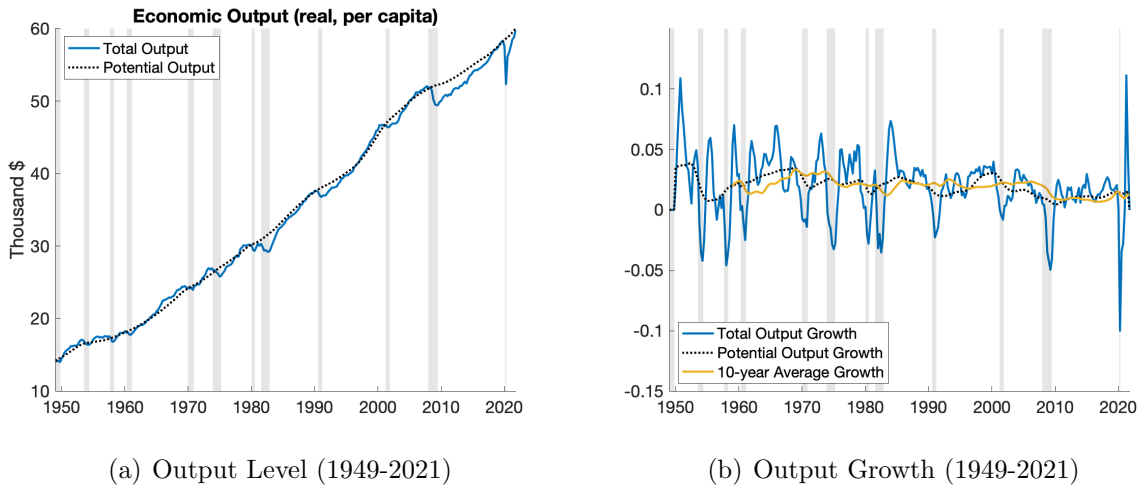 Economic Output (real, per capita)
60
50
40
30
20
10
Thousand $
Total Output
Potential Output
1950 1960 1970 1980 1990 2000 2010 2020
(a) Output Level (1949-2021)
0.1
0.05
0
-0.05
-0.1
-0.15
Total Output Growth
Potential Output Growth
10-year Average Growth
1950 1960 1970 1980 1990 2000 2010 2020
(b) Output Growth (1949-2021)